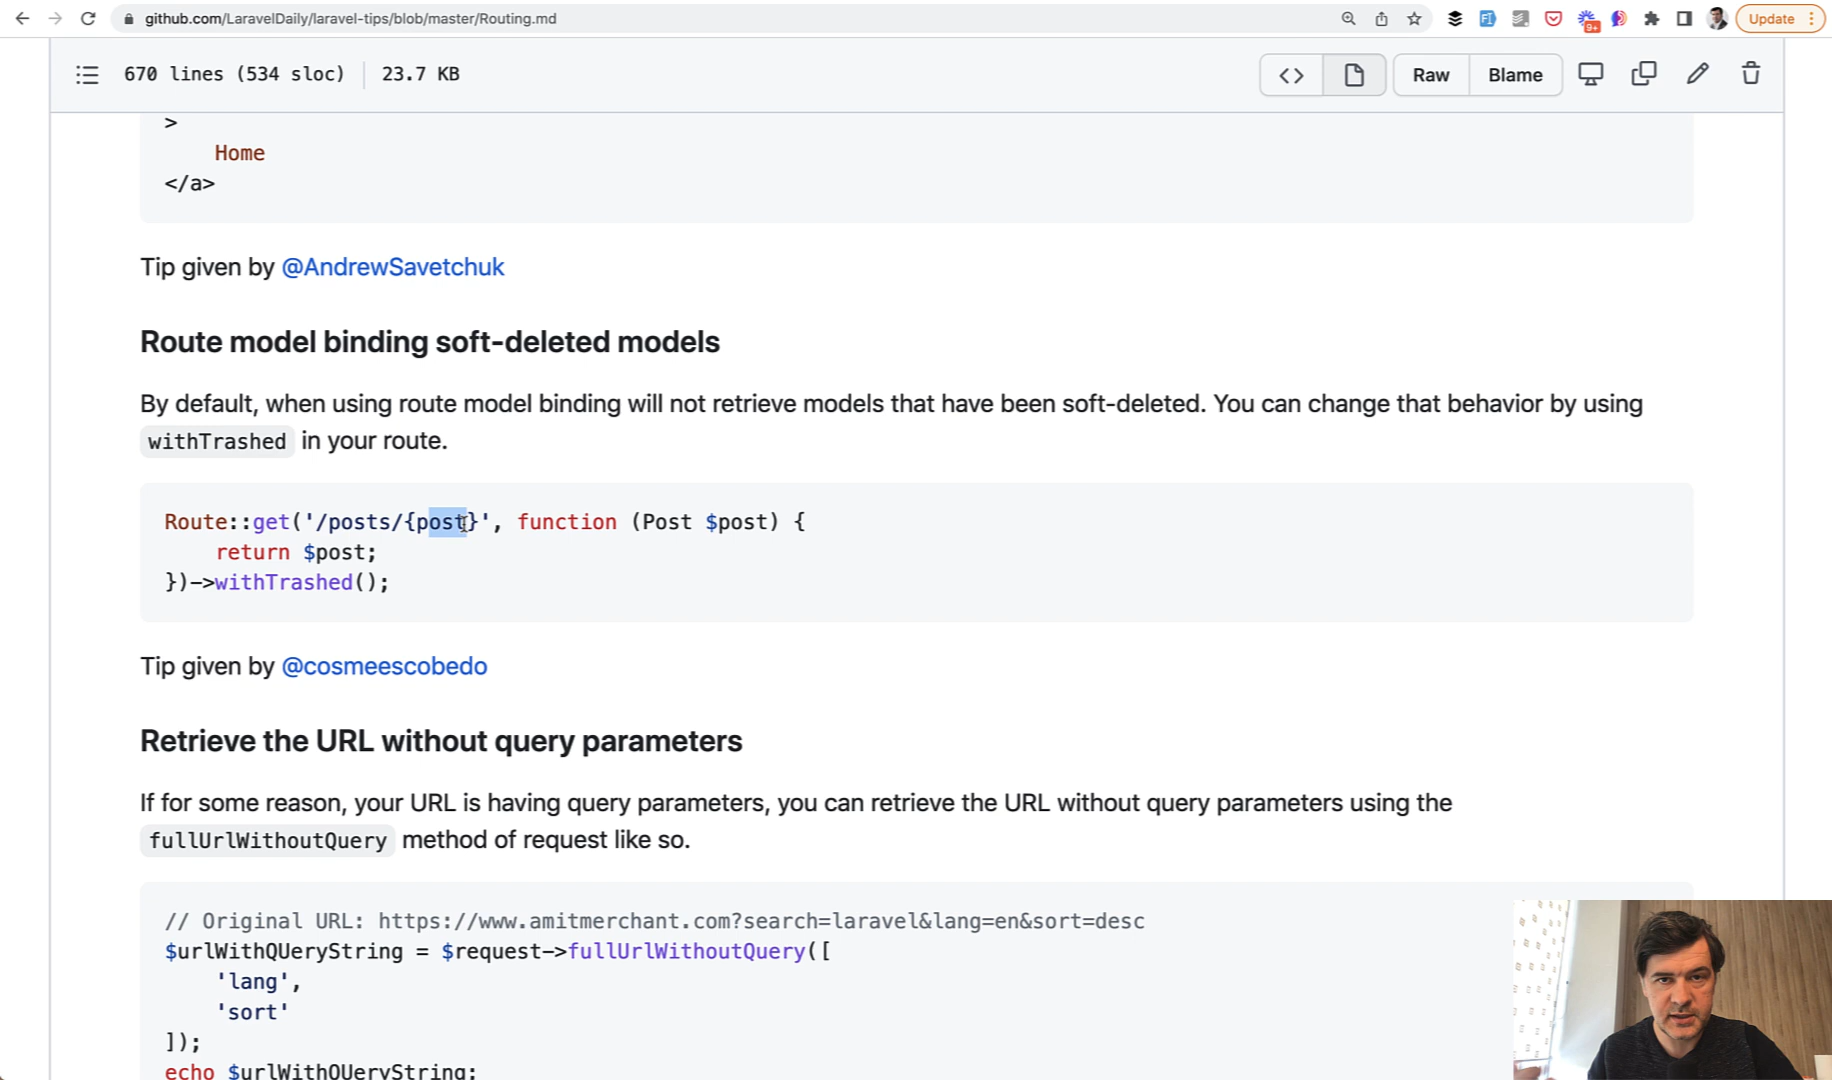 github.com/LaravelDaily/laravel-tips/blob/master/Routing.md
9+
Update
670 lines (534 sloc)
23.7 KB
Raw
Blame
>
Home
</a>
Tip given by @AndrewSavetchuk
Route model binding soft-deleted models
By default, when using route model binding will not retrieve models that have been soft-deleted. You can change that behavior by using
withTrashed in your route.
Route::get('/posts/{post}', function (Post $post) {
return $post;
})->withTrashed();
Tip given by @cosmeescobedo
Retrieve the URL without query parameters
If for some reason, your URL is having query parameters, you can retrieve the URL without query parameters using the
fullUrlWithoutQuery method of request like so.
// Original URL: https://www.amitmerchant.com?search=laravel&lang=en&sort=desc
$urlWithQUeryString = $request->fullUrlWithoutQuery([
'lang',
'sort'
]);
echo $urlWithQUeryString;